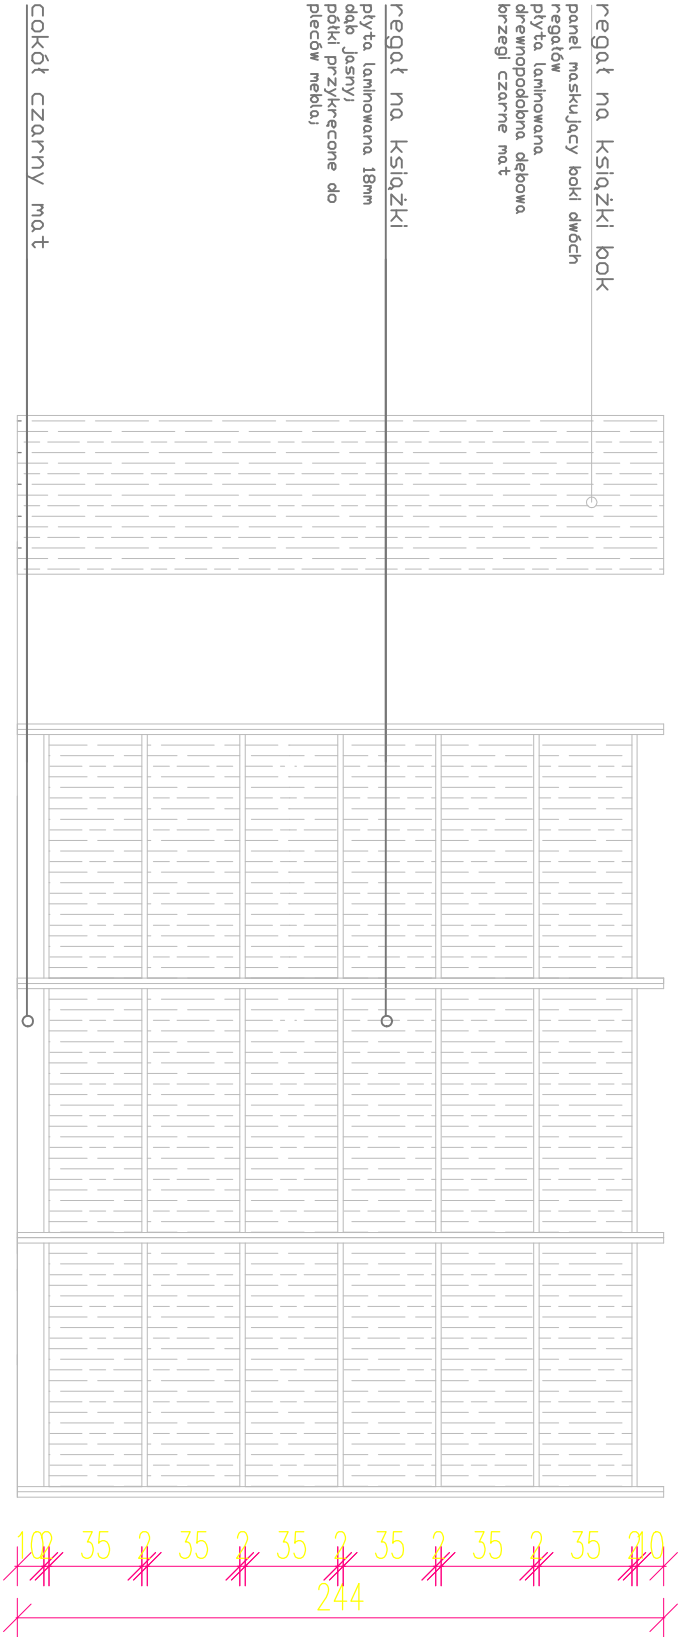 regał na książki bok
panel maskujący boki dwóch
regałów
płyta laminowana
drewnopodobna dębowa
brzegi czarne mat
regał na książki
płyta laminowana 18mm
dąb jasny;
półki przykręcone do
pleców mebla;
cokół czarny mat
10 2 35 2 35 2 35 2 35 2 35 2 35 2 10
244